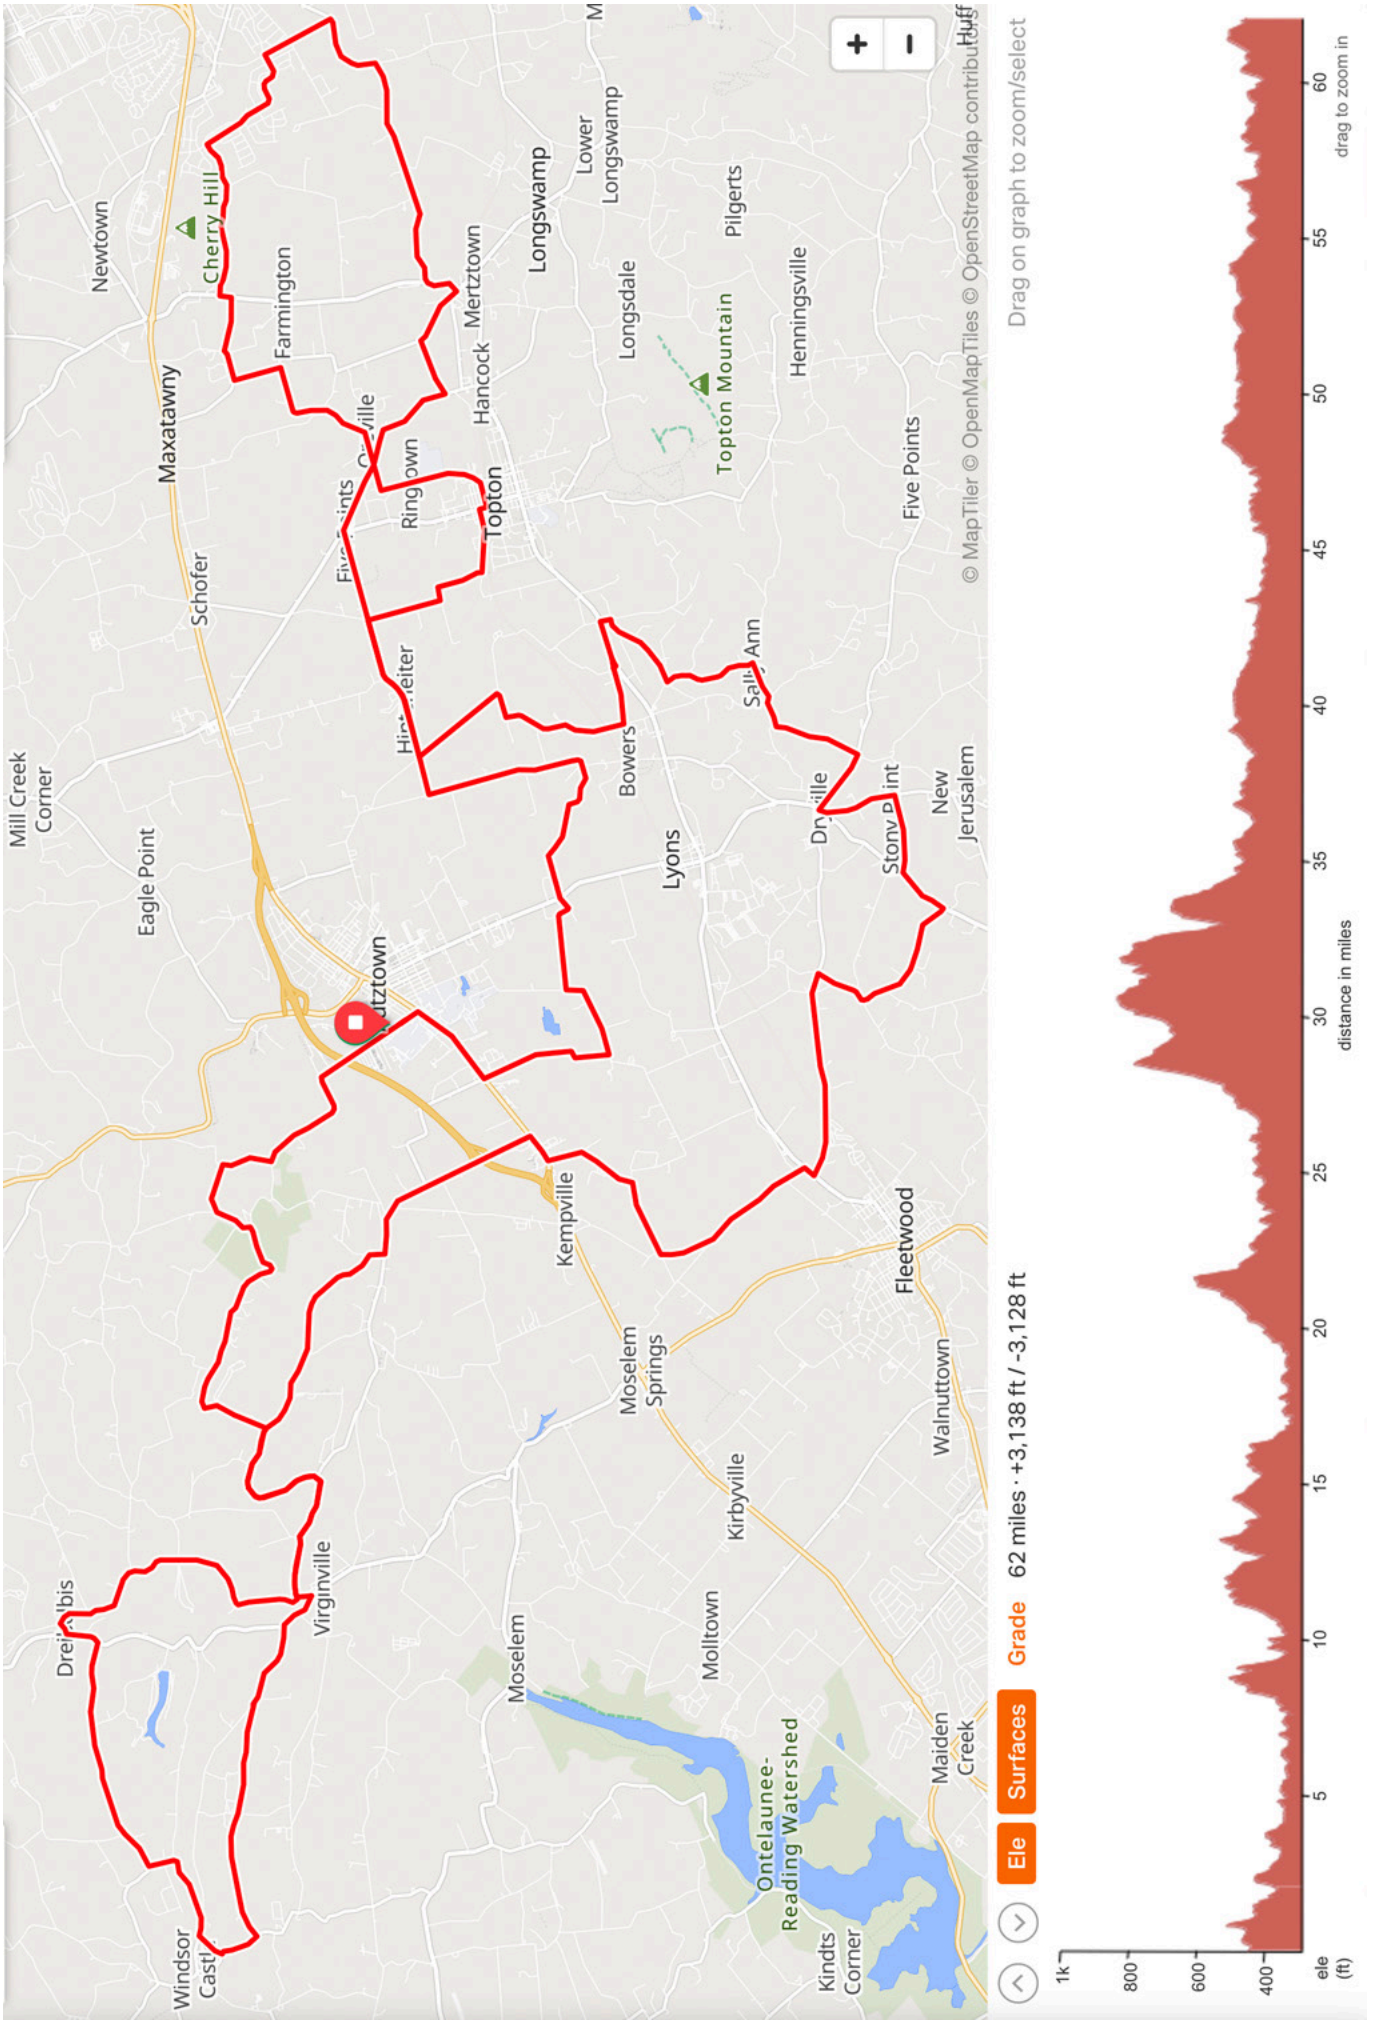 Newtown
Mill Creek
Corner
Maxatawny
Cherry Hill
Schofer
Eagle Point
Farmington
Mertztown
Longswamp
Lower
Longswamp
Hancock
Longsdale
Pilgerts
Topton
Topton Mountain
Henningsville
Five Points
Bowers
Lyons
New
Jerusalem
Dreib
lbis
Virginville
Windsor
Kempville
Fleetwood
Moselem
Springs
Walnuttown
Kirbyville
Moselem
Molltown
Maiden
Creek
Ontelaunee-
Reading Watershed
Kindts
Corner
M
Huff
+
−
© MapTiler © OpenMapTiles © OpenStreetMap contributors
Ele Surfaces Grade 62 miles · +3,138 ft / -3,128 ft Drag on graph to zoom/select
1k
800
600
400
ele
(ft)
5 10 15 20 25 30 35 40 45 50 55 60
distance in miles drag to zoom in